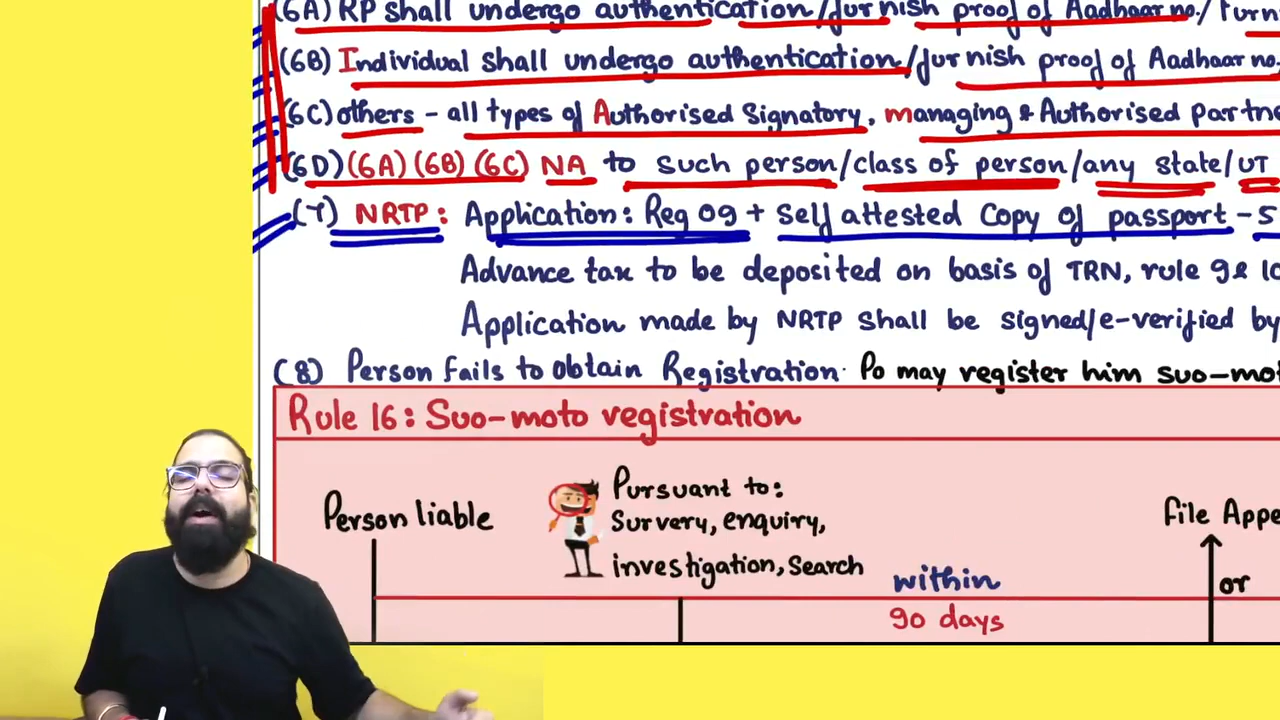 (6A) RP shall undergo authentication/furnish proof of Aadhaar no./
(6B) Individual shall undergo authentication/furnish proof of Aadhaar no.
(6C) others - all types of Authorised Signatory, managing & Authorised
(6D) (6A) (6B) (6C) NA to such person/class of person/any state/UT
(7) NRTP: Application: Reg 09 + Self attested Copy of passport - 5
Advance tax to be deposited on basis of TRN, rule 9 &
Application made by NRTP shall be signed/e-verified by
(8) Person Fails to obtain Registration. Po may register him
Rule 16: Suo-moto registration
Pursuant to:
Person liable
Survery, enquiry,
File
investigation, Search
within
or
90 days